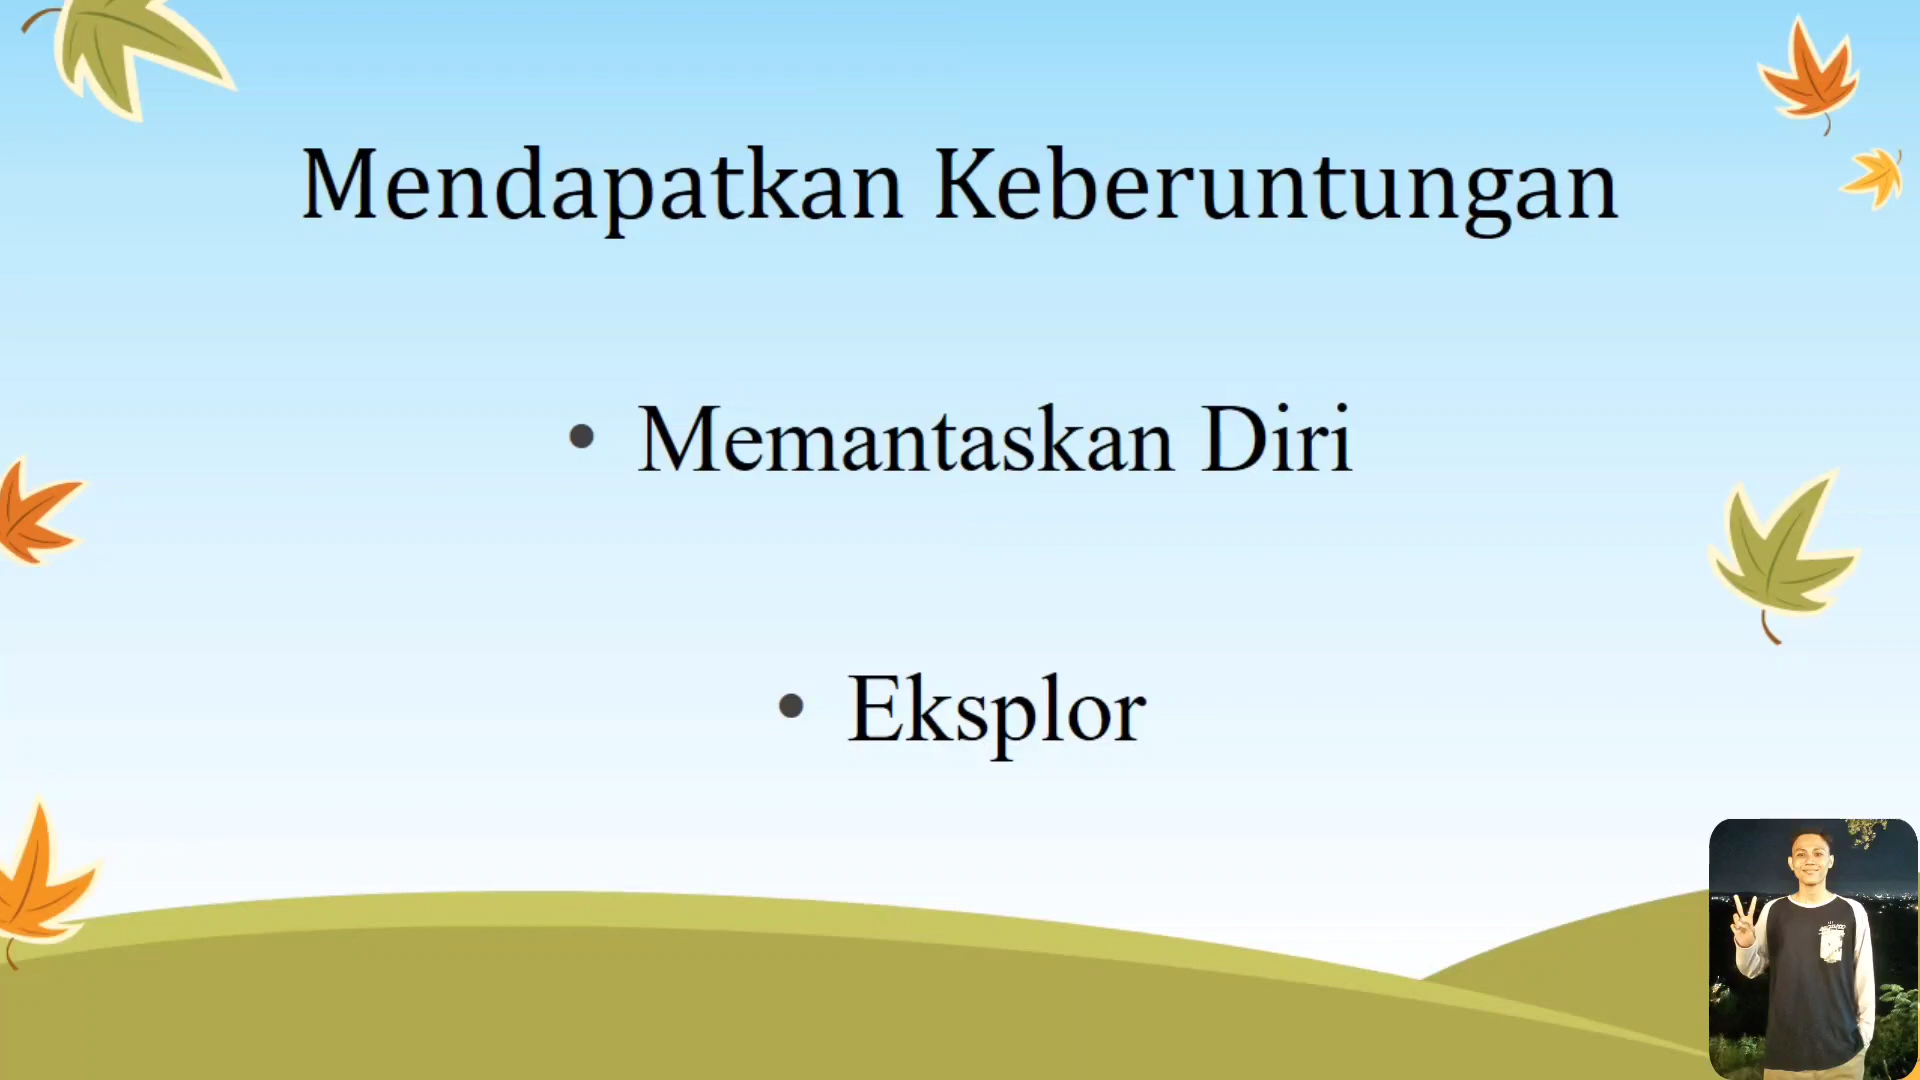 Mendapatkan Keberuntungan
• Memantaskan Diri
• Eksplor